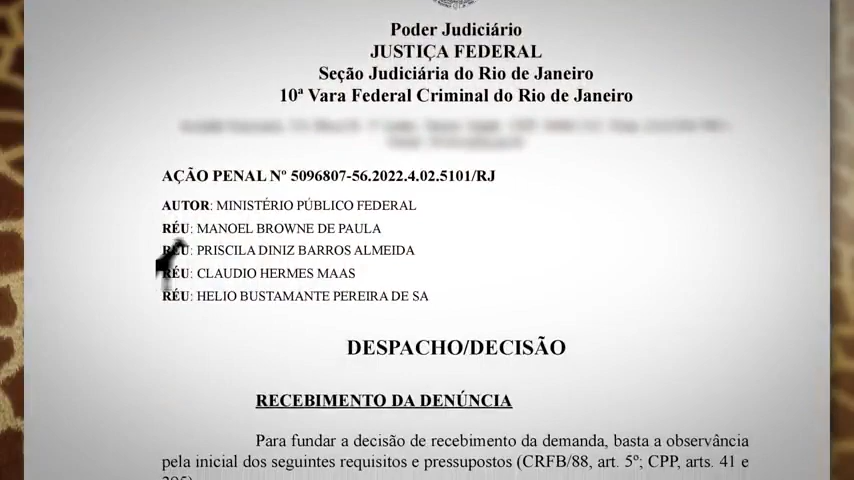 Poder Judiciário
JUSTIÇA FEDERAL
Seção Judiciária do Rio de Janeiro
10ª Vara Federal Criminal do Rio de Janeiro
AÇÃO PENAL Nº 5096807-56.2022.4.02.5101/RJ
AUTOR: MINISTÉRIO PÚBLICO FEDERAL
RÉU: MANOEL BROWNE DE PAULA
RÉU: PRISCILA DINIZ BARROS ALMEIDA
RÉU: CLAUDIO HERMES MAAS
RÉU: HELIO BUSTAMANTE PEREIRA DE SA
DESPACHO/DECISÃO
RECEBIMENTO DA DENÚNCIA
Para fundar a decisão de recebimento da demanda, basta a observância
pela inicial dos seguintes requisitos e pressupostos (CRFB/88, art. 5º; CPP, arts. 41 e